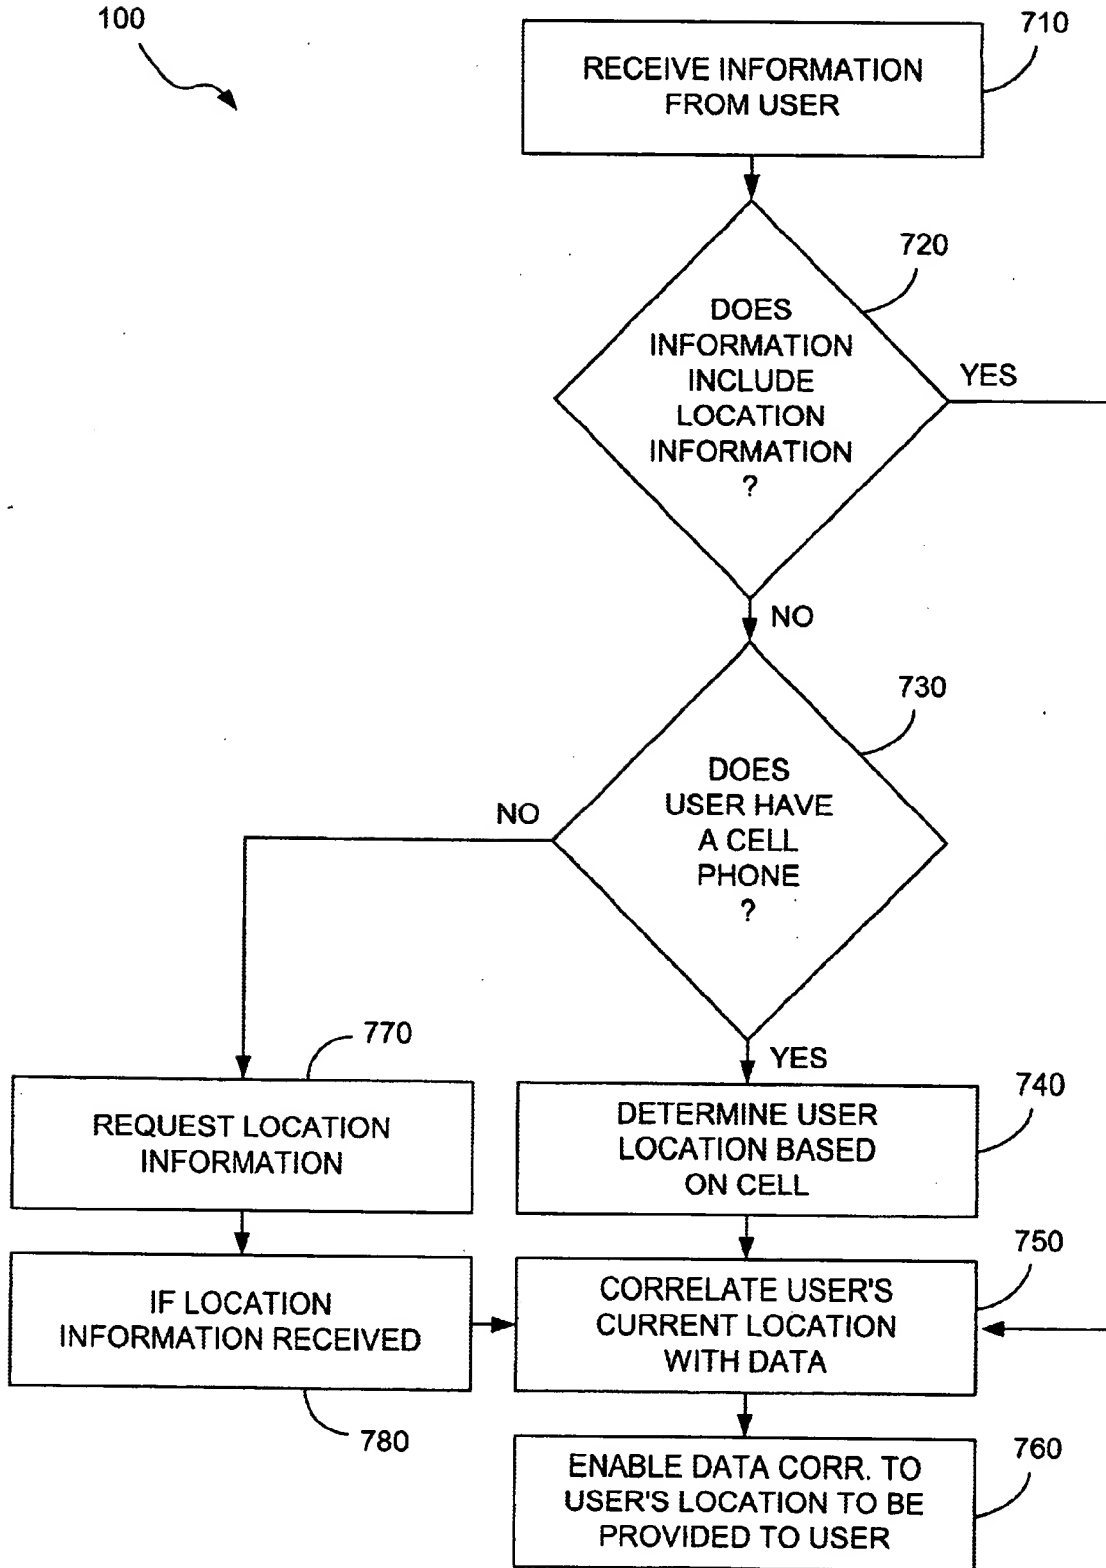 100
710
RECEIVE INFORMATION
FROM USER
720
DOES
INFORMATION
INCLUDE
LOCATION
INFORMATION
?
YES
NO
730
DOES
USER HAVE
A CELL
PHONE
?
NO
YES
770
REQUEST LOCATION
INFORMATION
740
DETERMINE USER
LOCATION BASED
ON CELL
IF LOCATION
INFORMATION RECEIVED
780
750
CORRELATE USER'S
CURRENT LOCATION
WITH DATA
760
ENABLE DATA CORR. TO
USER'S LOCATION TO BE
PROVIDED TO USER